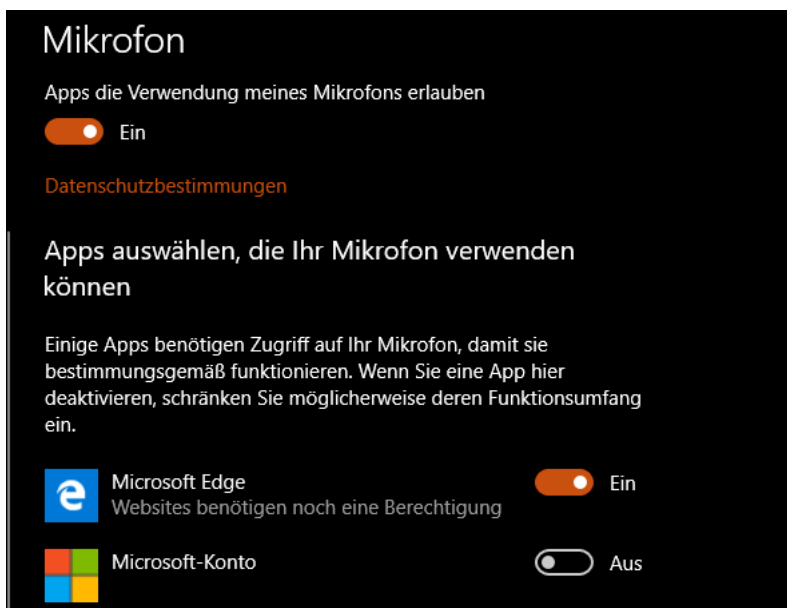 Mikrofon
Apps die Verwendung meines Mikrofons erlauben
Ein
Datenschutzbestimmungen
Apps auswählen, die Ihr Mikrofon verwenden
können
Einige Apps benötigen Zugriff auf Ihr Mikrofon, damit sie
bestimmungsgemäß funktionieren. Wenn Sie eine App hier
deaktivieren, schränken Sie möglicherweise deren Funktionsumfang
ein.
Microsoft Edge
Ein
Websites benötigen noch eine Berechtigung
Microsoft-Konto
Aus